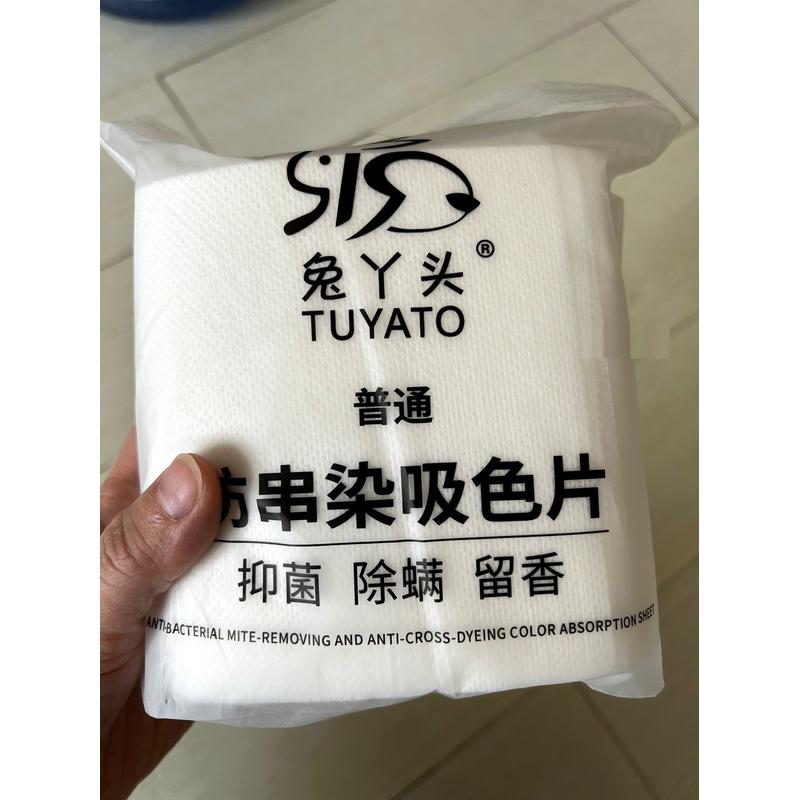 兔丫头®
TUYATO
普通
防串染吸色片
抑菌 除螨 留香
ANTI-BACTERIAL MITE-REMOVING AND ANTI-CROSS-DYEING COLOR ABSORPTION SHEET